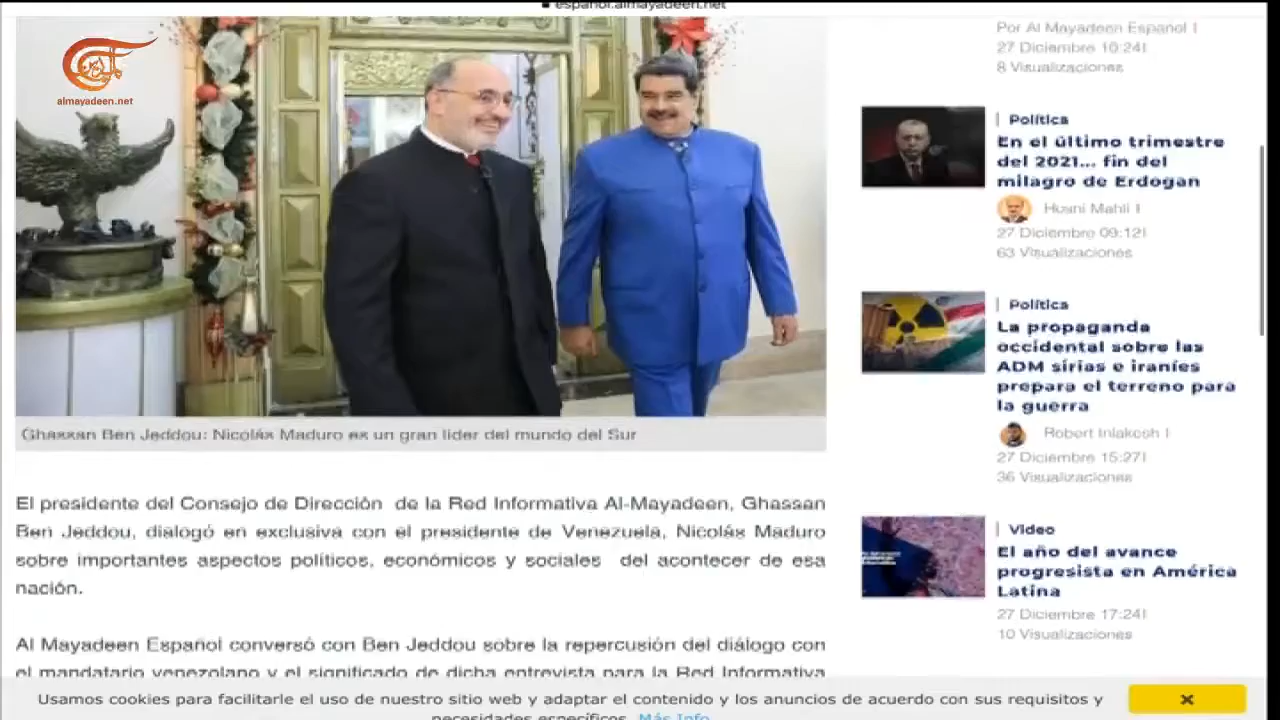 espanol.almayadeen.net
almayadeen.net
Ghassan Ben Jeddou: Nicolás Maduro es un gran líder del mundo del Sur
El presidente del Consejo de Dirección de la Red Informativa Al-Mayadeen, Ghassan
Ben Jeddou, dialogó en exclusiva con el presidente de Venezuela, Nicolás Maduro
sobre importantes aspectos políticos, económicos y sociales del acontecer de esa
nación.
Al Mayadeen Español conversó con Ben Jeddou sobre la repercusión del diálogo con
el mandatario venezolano y el significado de dicha entrevista para la Red Informativa
Por Al Mayadeen Espanol |
27 Diciembre 10:24|
8 Visualizaciones
| Política
En el último trimestre
del 2021... fin del
milagro de Erdogan
Husni Mahli |
27 Diciembre 09:12|
63 Visualizaciones
| Política
La propaganda
occidental sobre las
ADM sirias e iraníes
prepara el terreno para
la guerra
Robert Inlakesh |
27 Diciembre 15:27|
36 Visualizaciones
| Video
El año del avance
progresista en América
Latina
27 Diciembre 17:24|
10 Visualizaciones
Usamos cookies para facilitarle el uso de nuestro sitio web y adaptar el contenido y los anuncios de acuerdo con sus requisitos y
necesidades específicos. Más Info